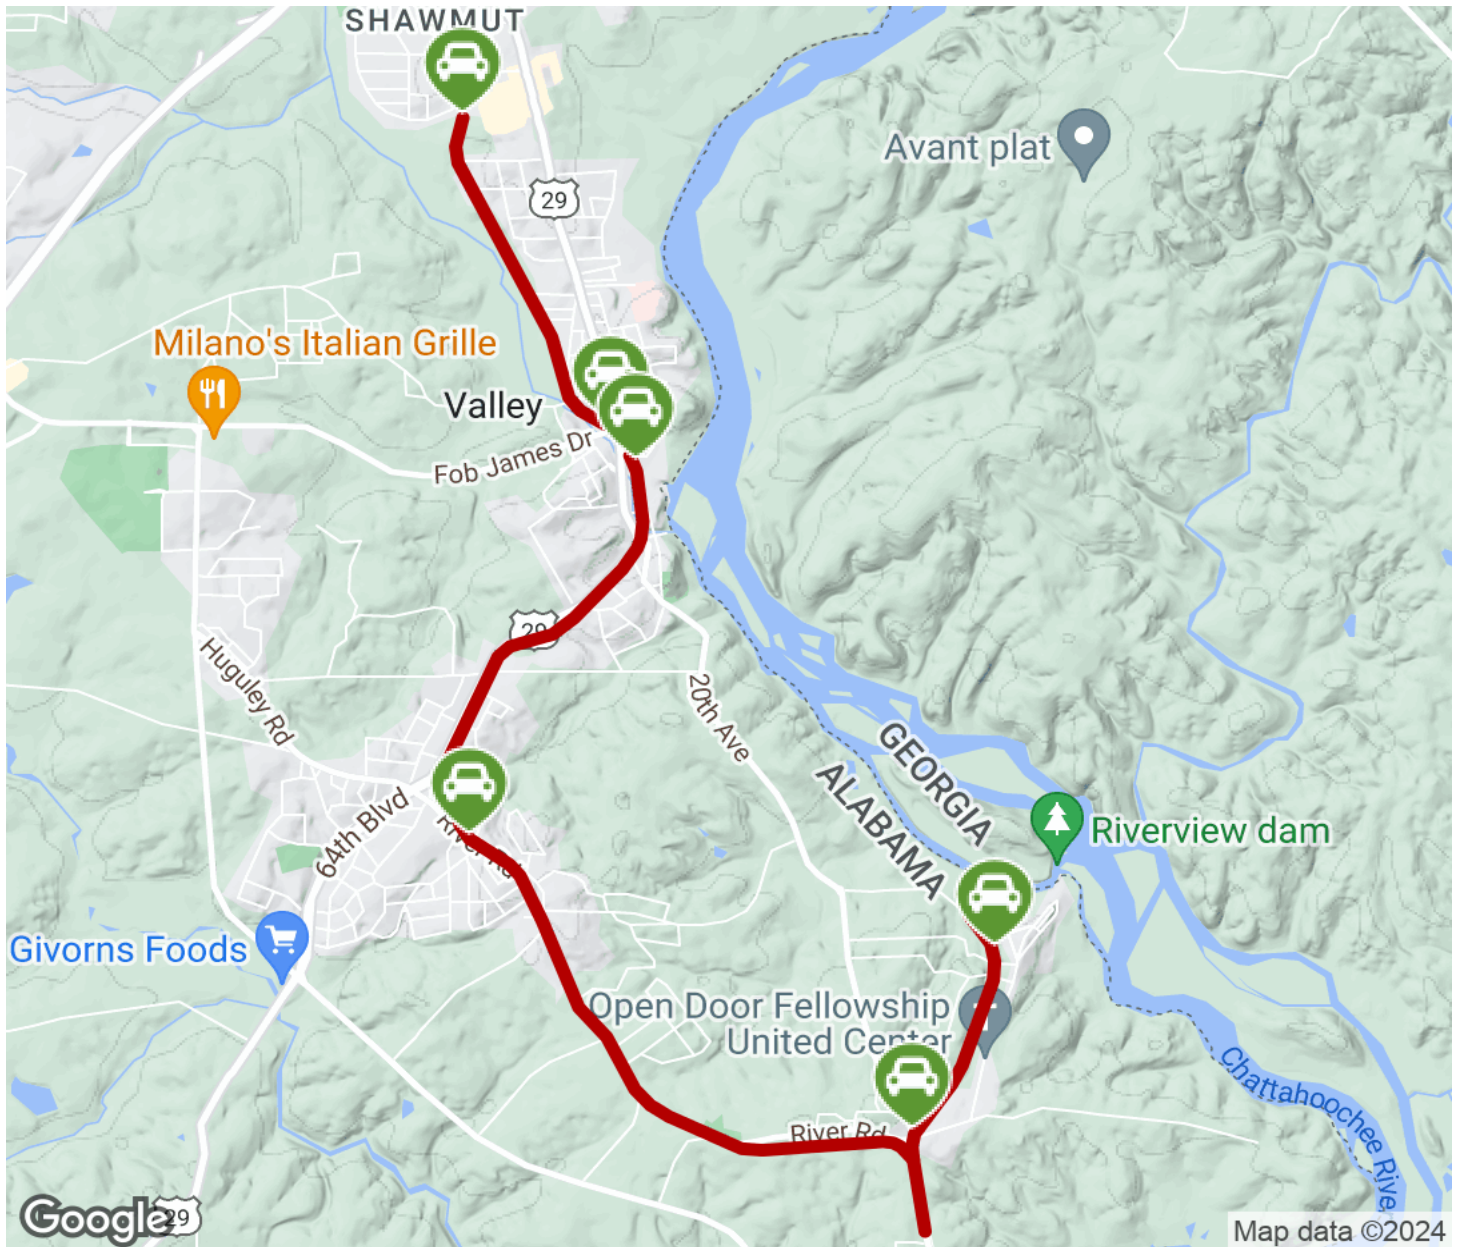 SHAWMUT
29
Avant plat
Milano's Italian Grille
Valley
Fob James Dr
29
Huguley Rd
20th Ave
GEORGIA
ALABAMA
64th Blvd
River Rd
Riverview dam
Givorns Foods
Open Door Fellowship
United Center
River Rd
Chattahoochee Rive
Google
29
Map data ©2024